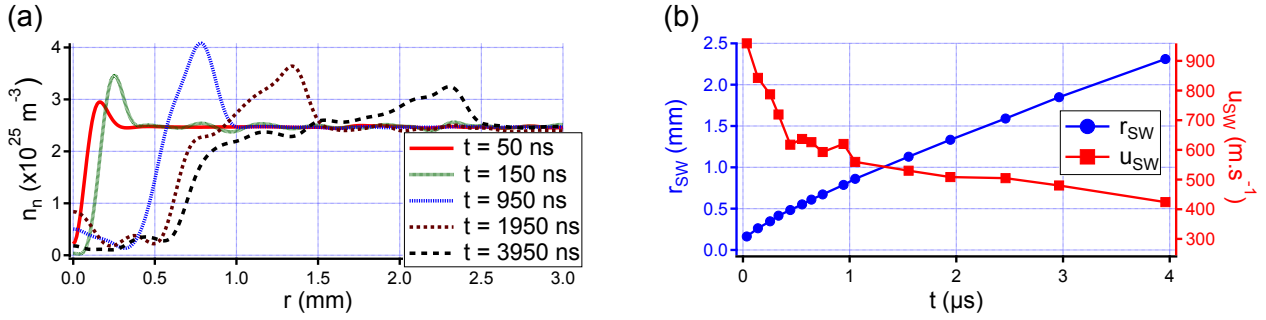 (a)
4
3
2
1
0
nₙ (x10²⁵ m⁻³)
0.0 0.5 1.0 1.5 2.0 2.5 3.0
r (mm)
t = 50 ns
t = 150 ns
t = 950 ns
t = 1950 ns
t = 3950 ns
(b)
2.5
2.0
1.5
1.0
0.5
0.0
r_SW (mm)
0 1 2 3 4
t (µs)
r_SW
u_SW
900
800
700
600
500
400
300
u_SW (m.s⁻¹)